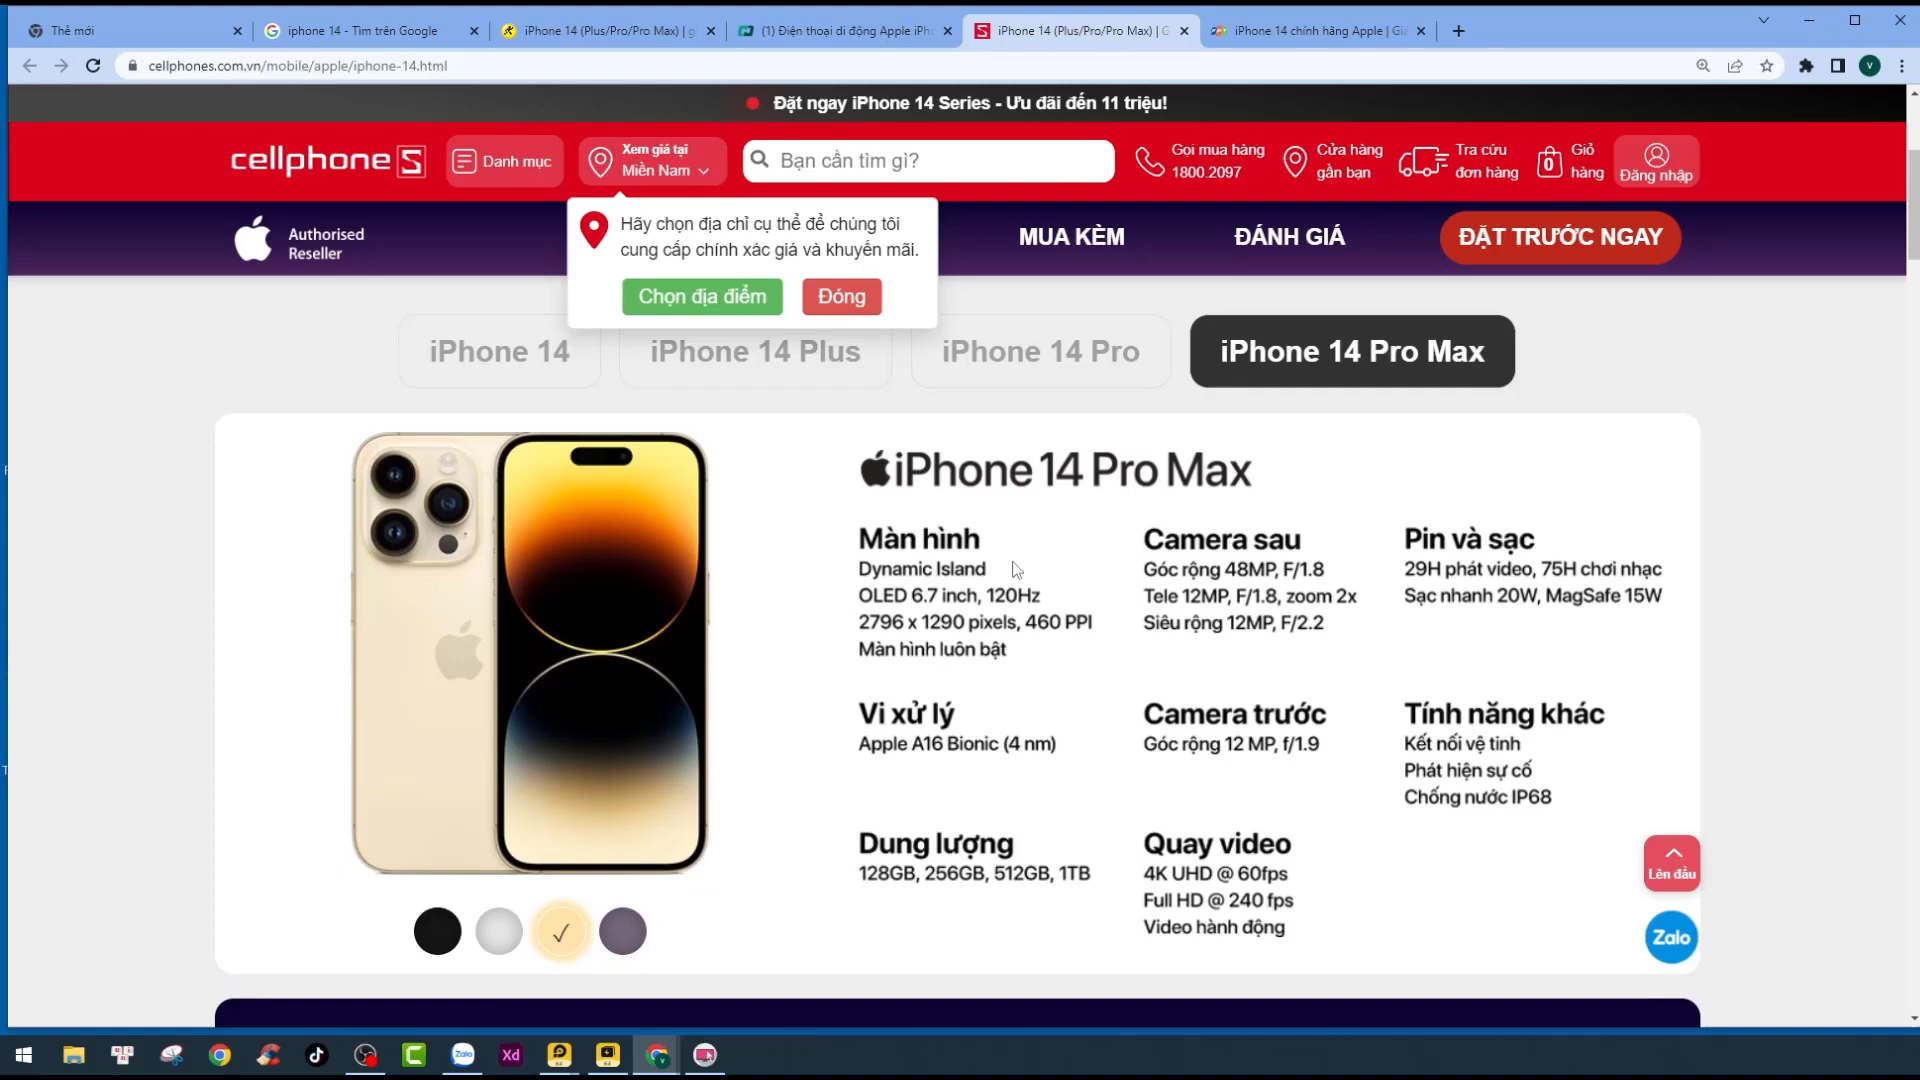 Thẻ mới
iphone 14 - Tìm trên Google
iPhone 14 (Plus/Pro/Pro Max) | g
(1) Điện thoại di động Apple iPh
iPhone 14 (Plus/Pro/Pro Max) | G
iPhone 14 chính hãng Apple | Gi
cellphones.com.vn/mobile/apple/iphone-14.html
V
Đặt ngay iPhone 14 Series - Ưu đãi đến 11 triệu!
cellphoneS
Danh mục
Xem giá tại
Miền Nam
Bạn cần tìm gì?
Gọi mua hàng
1800.2097
Cửa hàng
gần bạn
Tra cứu
đơn hàng
0
Giỏ
hàng
Đăng nhập
Authorised
Reseller
Hãy chọn địa chỉ cụ thể để chúng tôi
cung cấp chính xác giá và khuyến mãi.
Chọn địa điểm
Đóng
MUA KÈM
ĐÁNH GIÁ
ĐẶT TRƯỚC NGAY
iPhone 14
iPhone 14 Plus
iPhone 14 Pro
iPhone 14 Pro Max
iPhone 14 Pro Max
Màn hình
Dynamic Island
OLED 6.7 inch, 120Hz
2796 x 1290 pixels, 460 PPI
Màn hình luôn bật
Camera sau
Góc rộng 48MP, F/1.8
Tele 12MP, F/1.8, zoom 2x
Siêu rộng 12MP, F/2.2
Pin và sạc
29H phát video, 75H chơi nhạc
Sạc nhanh 20W, MagSafe 15W
Vi xử lý
Apple A16 Bionic (4 nm)
Camera trước
Góc rộng 12 MP, f/1.9
Tính năng khác
Kết nối vệ tinh
Phát hiện sự cố
Chống nước IP68
Dung lượng
128GB, 256GB, 512GB, 1TB
Quay video
4K UHD @ 60fps
Full HD @ 240 fps
Video hành động
Lên đầu
Zalo
Zalo
Xd